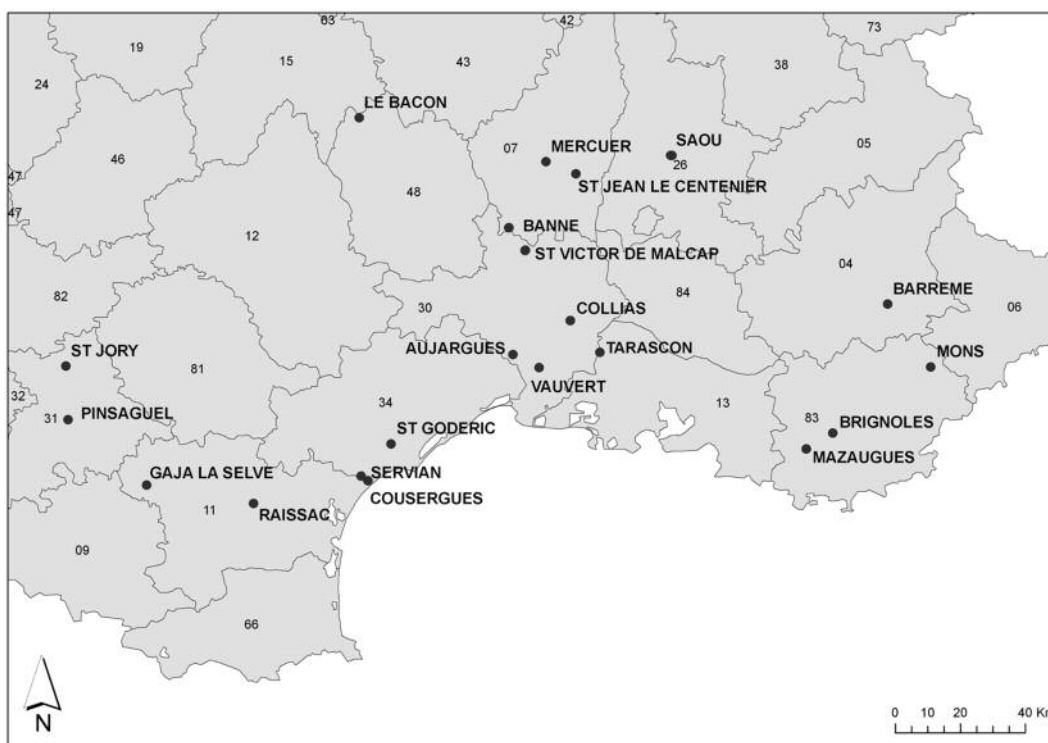 63
42
73
19
15
43
38
24
LE BACON
07
MERCUER
SAOU
05
46
26
47
ST JEAN LE CENTENIER
48
47
BANNE
12
ST VICTOR DE MALCAP
04
82
BARREME
84
30
COLLIAS
06
ST JORY
AUJARGUES
TARASCON
MONS
81
VAUVERT
32
34
13
31
PINSAGUEL
83
BRIGNOLES
ST GODERIC
MAZAUGUES
GAJA LA SELVE
SERVIAN
COUSERGUES
11
RAISSAC
09
66
N
0 10 20 40 Km